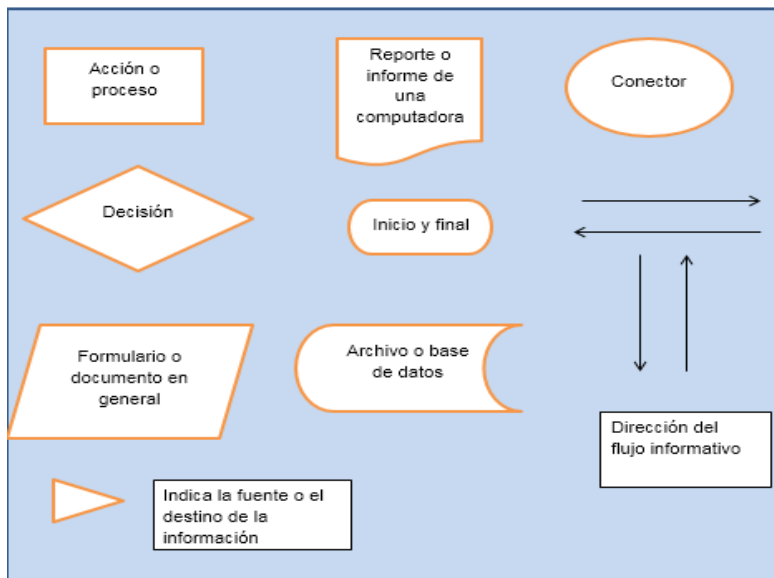 Acción o
proceso
Reporte o
informe de
una
computadora
Conector
Decisión
Inicio y final
Formulario o
documento en
general
Archivo o base
de datos
Dirección del
flujo informativo
Indica la fuente o el
destino de la
información